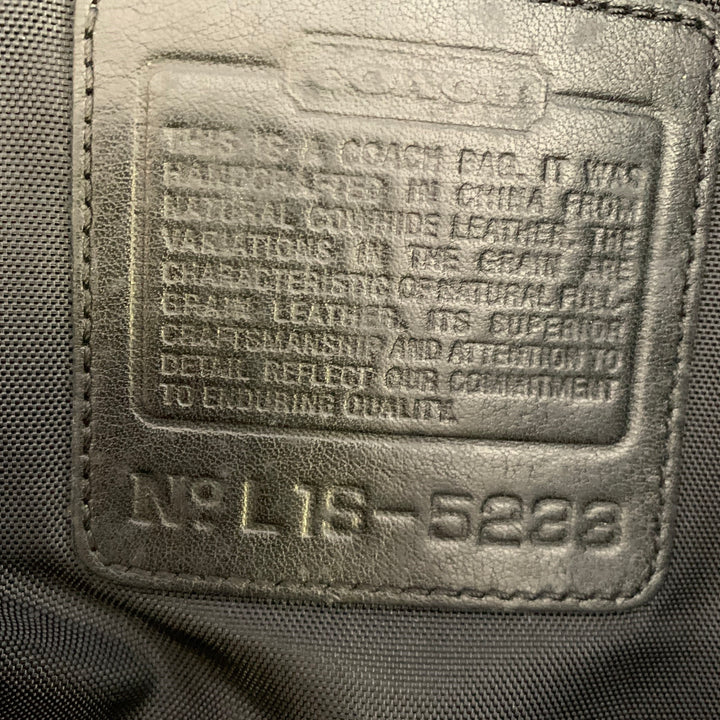 COACH
THIS IS A COACH BAG. IT WAS
HANDCRAFTED IN CHINA FROM
NATURAL COWHIDE LEATHER. THE
VARIATIONS IN THE GRAIN ARE
CHARACTERISTIC OF NATURAL FULL-
GRAIN LEATHER. ITS SUPERIOR
CRAFTSMANSHIP AND ATTENTION TO
DETAIL REFLECT OUR COMMITMENT
TO ENDURING QUALITY.
No L1S-5283